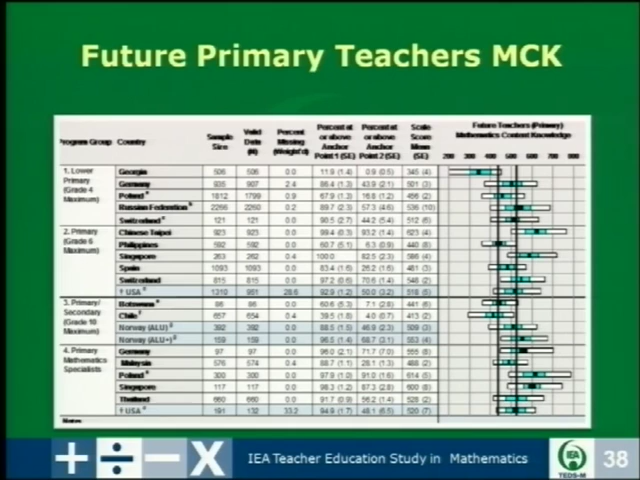 Future Primary Teachers MCK
Program Group Country Sample Size Valid Data (N) Percent Missing (Weighted) Percent at or above Anchor Point 1 (SE) Percent at or above Anchor Point 2 (SE) Scale Score Mean (SE) Future Teachers (Primary) Mathematics Content Knowledge
200 300 400 500 600 700 800
1. Lower Primary (Grade 4 Maximum)
Georgia 506 506 0.0 11.9 (1.4) 0.9 (0.5) 345 (4)
Germany 935 907 2.4 86.4 (1.3) 43.9 (2.1) 501 (3)
Poland 1812 1799 0.9 67.9 (1.3) 16.8 (1.2) 456 (2)
Russian Federation 2266 2260 0.2 89.7 (2.3) 57.3 (4.6) 536 (10)
Switzerland 121 121 0.0 90.5 (2.7) 44.2 (5.4) 512 (6)
2. Primary (Grade 6 Maximum)
Chinese Taipei 923 923 0.0 99.4 (0.3) 93.2 (1.4) 623 (4)
Philippines 592 592 0.0 60.7 (5.1) 6.3 (0.9) 440 (8)
Singapore 263 262 0.4 100.0 82.5 (2.3) 586 (4)
Spain 1093 1093 0.0 83.4 (1.6) 26.2 (1.6) 481 (3)
Switzerland 815 815 0.0 97.2 (0.6) 70.6 (1.4) 548 (2)
† USA 1310 951 28.6 92.9 (1.2) 50.0 (3.2) 518 (5)
3. Primary/ Secondary (Grade 10 Maximum)
Botswana 86 86 0.0 60.6 (5.3) 7.1 (2.8) 441 (6)
Chile 657 654 0.4 39.5 (1.8) 4.0 (0.7) 413 (2)
Norway (ALU) 392 392 0.0 88.5 (1.5) 46.9 (2.3) 509 (3)
Norway (ALU+) 159 159 0.0 96.5 (1.4) 68.7 (3.1) 553 (4)
4. Primary Mathematics Specialists
Germany 97 97 0.0 96.0 (2.1) 71.7 (7.0) 555 (8)
Malaysia 576 574 0.4 88.7 (1.1) 28.1 (1.3) 488 (2)
Poland 300 300 0.0 97.9 (1.0) 91.0 (1.6) 614 (5)
Singapore 117 117 0.0 98.3 (1.2) 87.3 (2.8) 600 (8)
Thailand 660 660 0.0 91.7 (0.9) 56.2 (1.4) 528 (2)
† USA 191 132 33.2 94.9 (1.7) 48.1 (6.5) 520 (7)
+ ÷ − X IEA Teacher Education Study in Mathematics
IEA
TEDS-M
38